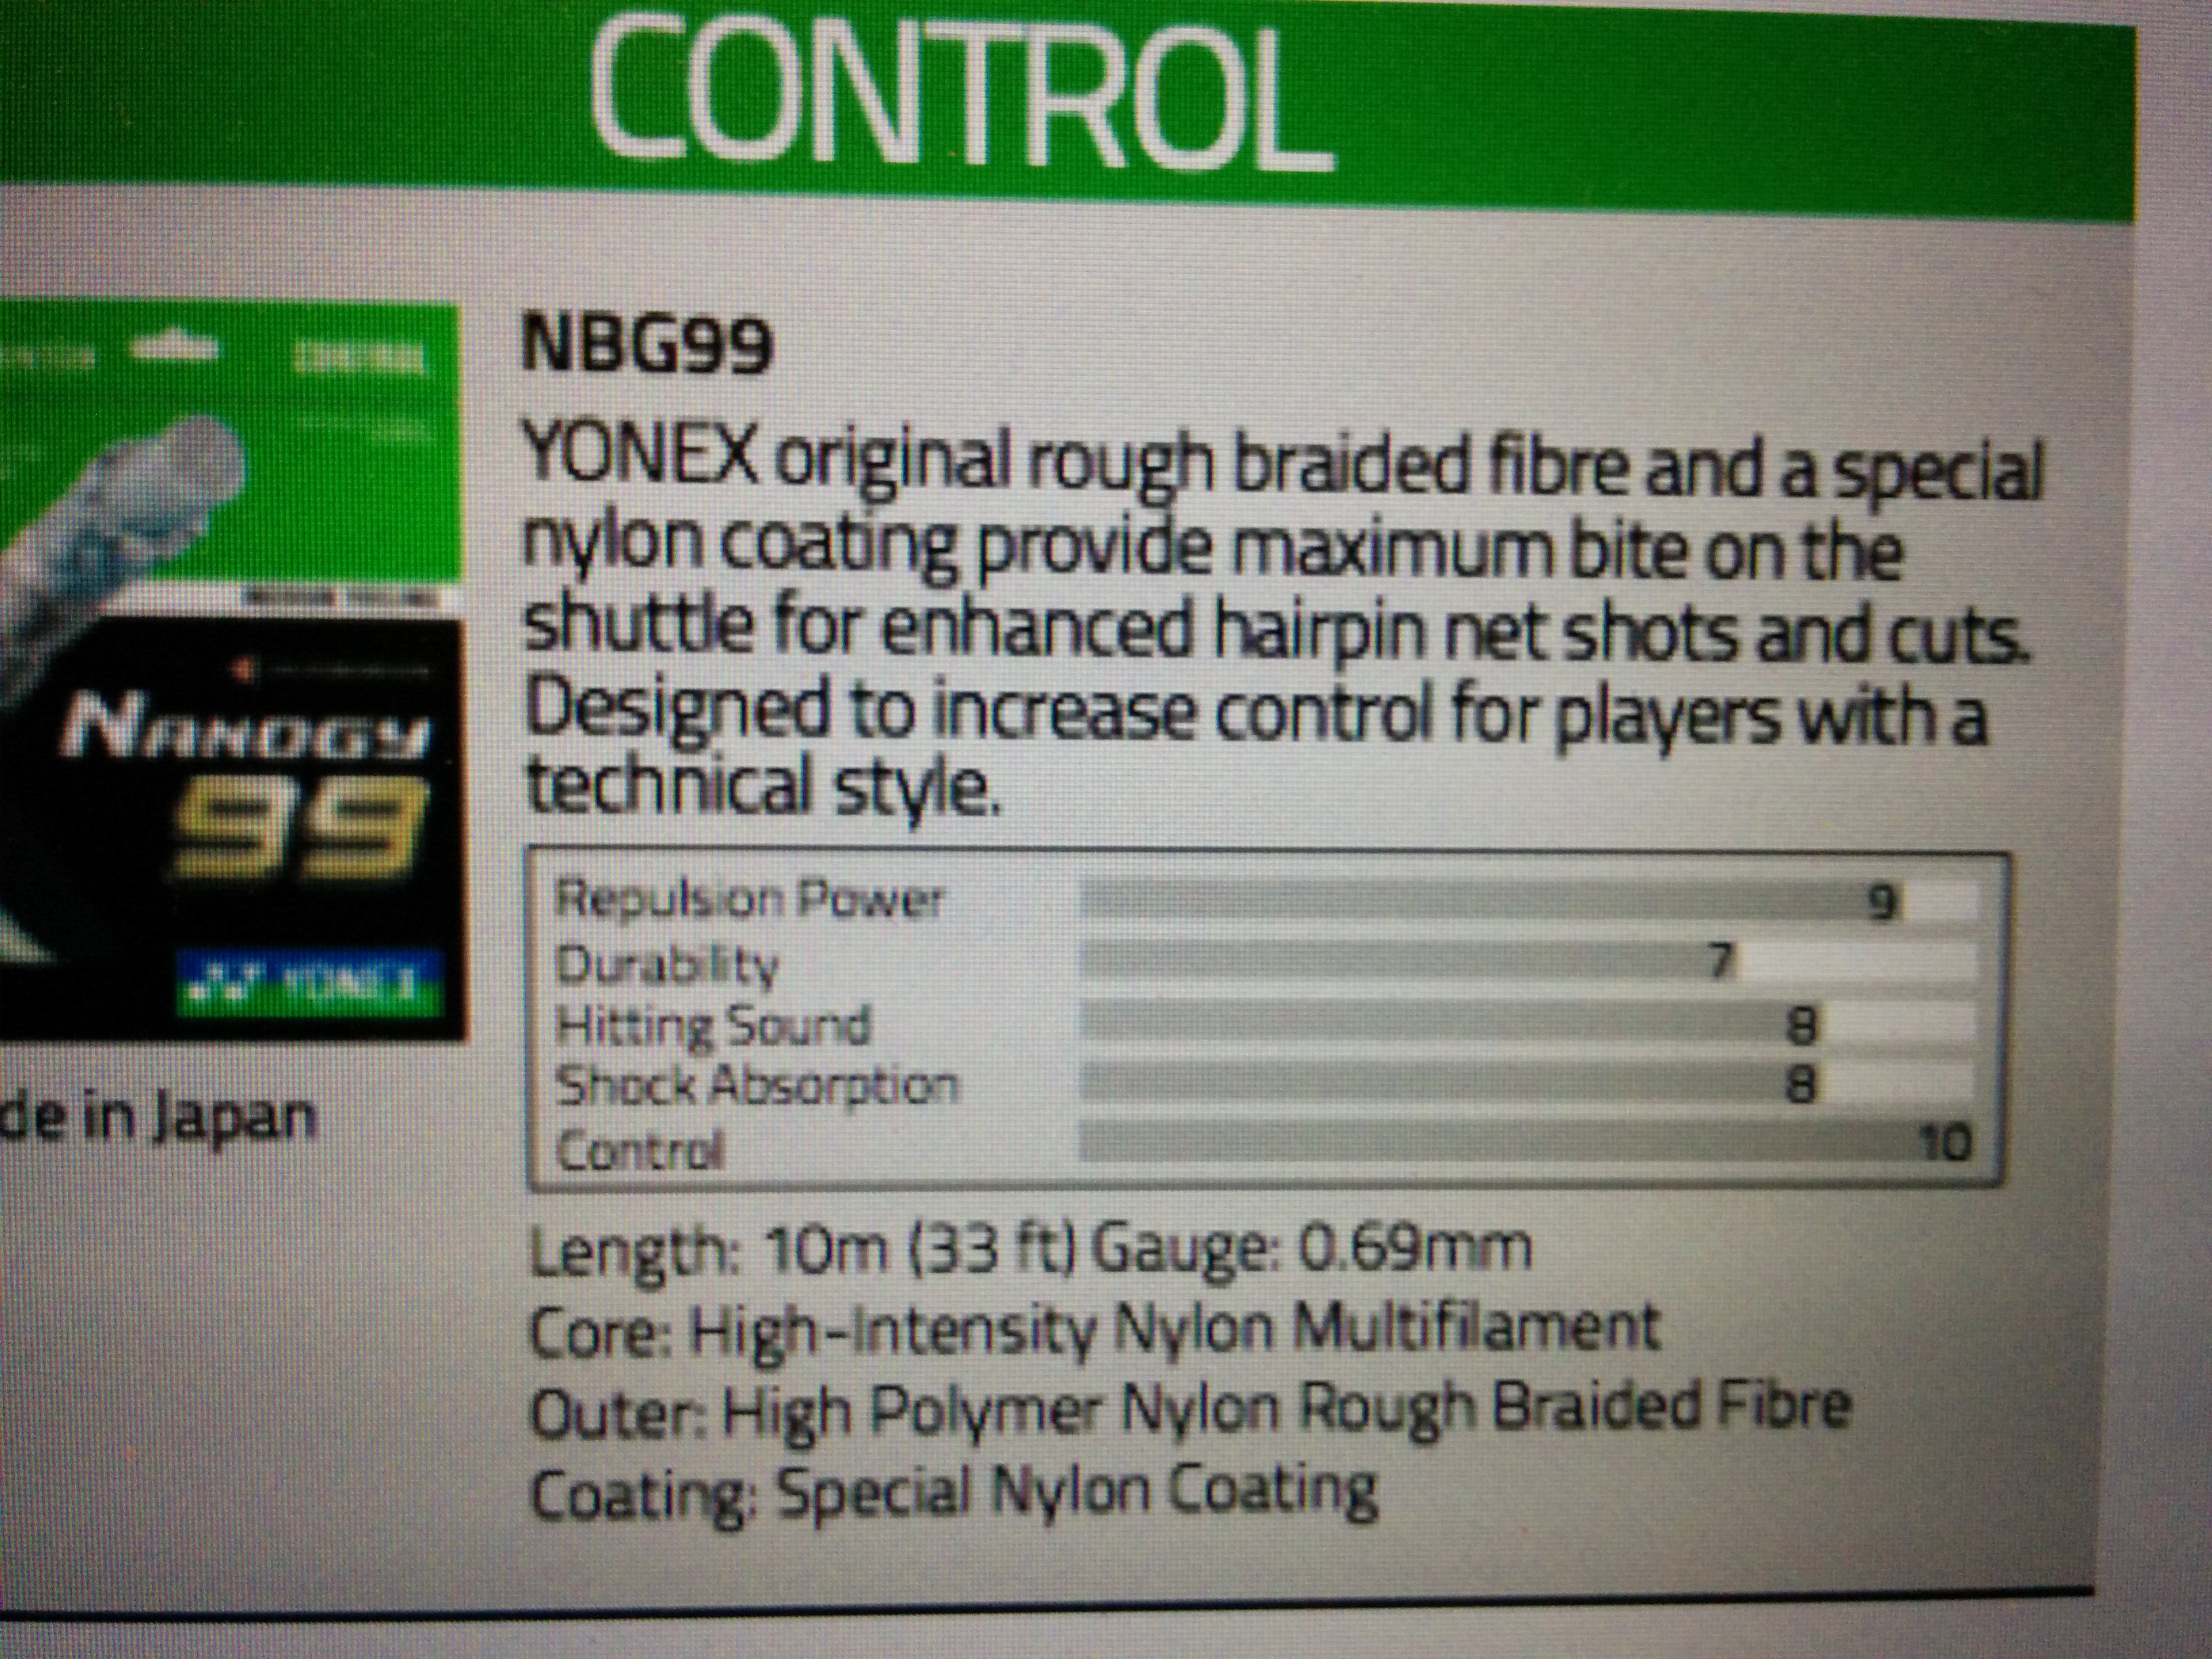 CONTROL
NBG99
YONEX original rough braided fibre and a special
nylon coating provide maximum bite on the
shuttle for enhanced hairpin net shots and cuts.
Designed to increase control for players with a
technical style.
CONTROL
NANOGY
99
YONEX
de in Japan
Repulsion Power 9
Durability 7
Hitting Sound 8
Shock Absorption 8
Control 10
Length: 10m (33 ft) Gauge: 0.69mm
Core: High-Intensity Nylon Multifilament
Outer: High Polymer Nylon Rough Braided Fibre
Coating: Special Nylon Coating